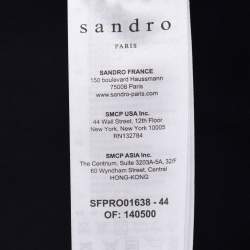 sandro
PARIS
SANDRO FRANCE
150 boulevard Haussmann
75008 Paris
www.sandro-paris.com
SMCP USA Inc.
44 Wall Street, 12th Floor
New York, New York 10005
RN132784
SMCP ASIA Inc.
The Centrium, Suite 3203A-5A, 32/F
60 Wyndham Street, Central
HONG-KONG
SFPRO01638 - 44
OF: 140500